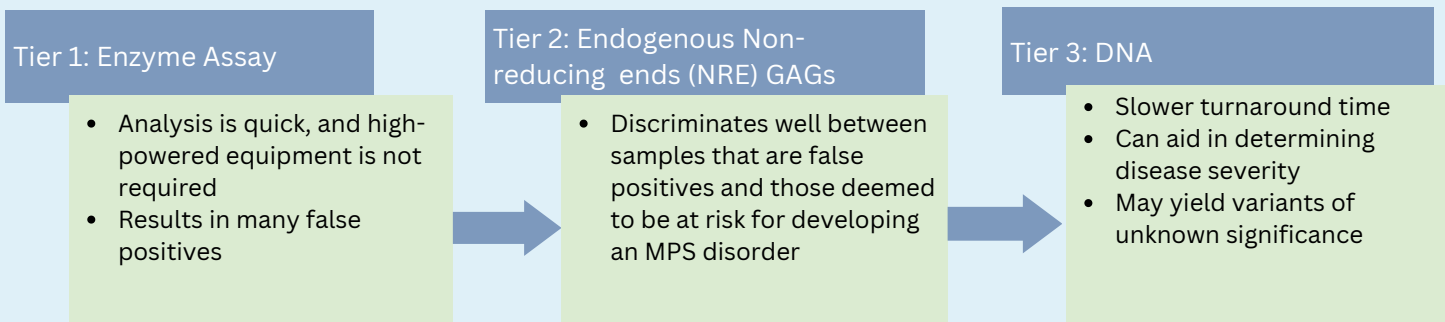 Tier 1: Enzyme Assay
• Analysis is quick, and high-
powered equipment is not
required
• Results in many false
positives
Tier 2: Endogenous Non-
reducing ends (NRE) GAGs
• Discriminates well between
samples that are false
positives and those deemed
to be at risk for developing
an MPS disorder
Tier 3: DNA
• Slower turnaround time
• Can aid in determining
disease severity
• May yield variants of
unknown significance